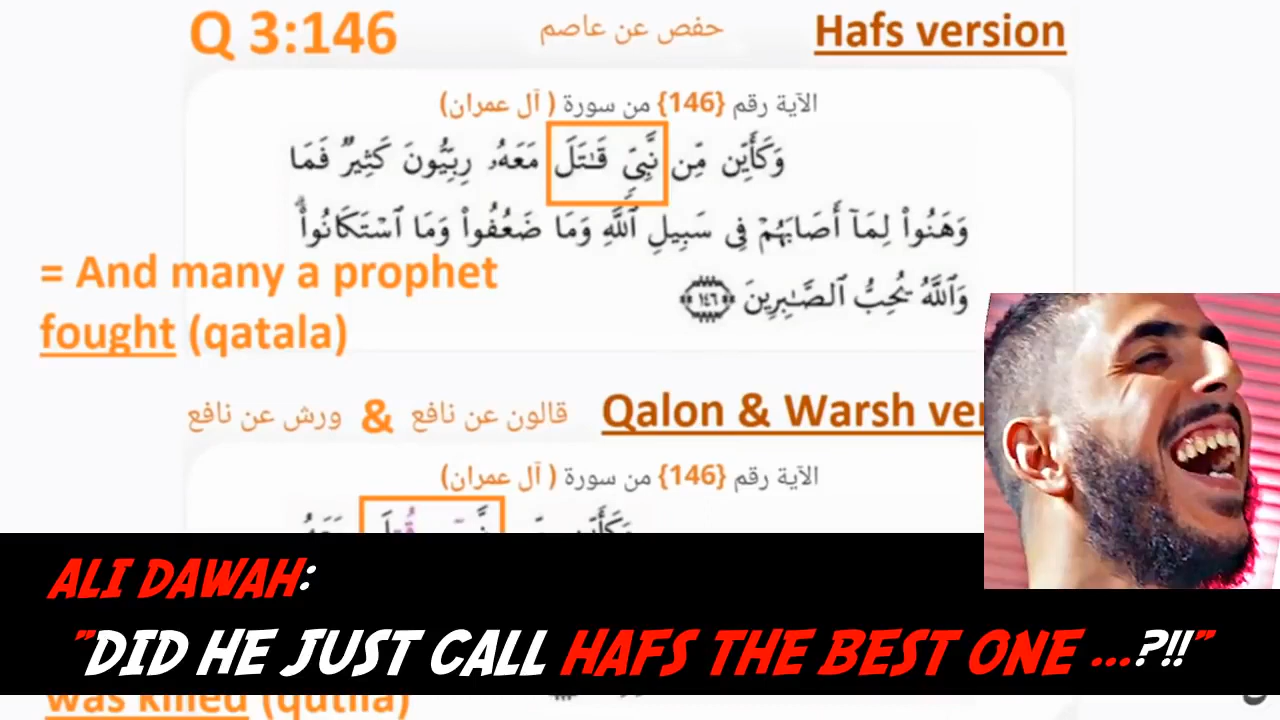 Q 3:146 حفص عن عاصم Hafs version
الآية رقم {146} من سورة ( آل عمران)
وَكَأَيِّن مِّن نَّبِيٍّ قَـٰتَلَ مَعَهُۥ رِبِّيُّونَ كَثِيرٌ فَمَا
وَهَنُوا۟ لِمَآ أَصَابَهُمْ فِى سَبِيلِ ٱللَّهِ وَمَا ضَعُفُوا۟ وَمَا ٱسْتَكَانُوا۟ ۗ
وَٱللَّهُ يُحِبُّ ٱلصَّـٰبِرِينَ ١٤٦
= And many a prophet
fought (qatala)
قالون عن نافع & ورش عن نافع Qalon & Warsh ver
الآية رقم {146} من سورة ( آل عمران)
ALI DAWAH:
"DID HE JUST CALL HAFS THE BEST ONE ...?!!"
was killed (qutila)